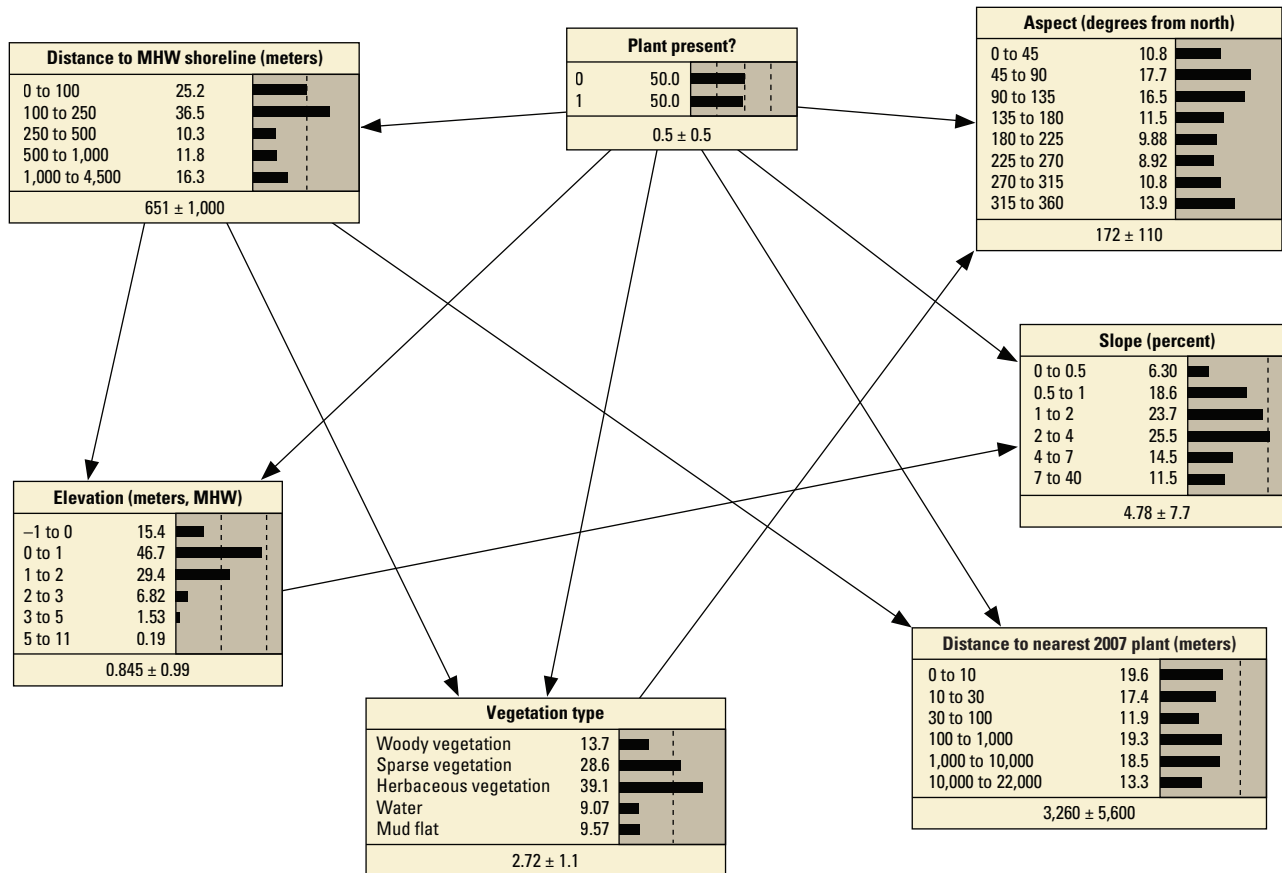 Distance to MHW shoreline (meters)
0 to 100 25.2
100 to 250 36.5
250 to 500 10.3
500 to 1,000 11.8
1,000 to 4,500 16.3
651 ± 1,000
Plant present?
0 50.0
1 50.0
0.5 ± 0.5
Aspect (degrees from north)
0 to 45 10.8
45 to 90 17.7
90 to 135 16.5
135 to 180 11.5
180 to 225 9.88
225 to 270 8.92
270 to 315 10.8
315 to 360 13.9
172 ± 110
Slope (percent)
0 to 0.5 6.30
0.5 to 1 18.6
1 to 2 23.7
2 to 4 25.5
4 to 7 14.5
7 to 40 11.5
4.78 ± 7.7
Elevation (meters, MHW)
–1 to 0 15.4
0 to 1 46.7
1 to 2 29.4
2 to 3 6.82
3 to 5 1.53
5 to 11 0.19
0.845 ± 0.99
Distance to nearest 2007 plant (meters)
0 to 10 19.6
10 to 30 17.4
30 to 100 11.9
100 to 1,000 19.3
1,000 to 10,000 18.5
10,000 to 22,000 13.3
3,260 ± 5,600
Vegetation type
Woody vegetation 13.7
Sparse vegetation 28.6
Herbaceous vegetation 39.1
Water 9.07
Mud flat 9.57
2.72 ± 1.1